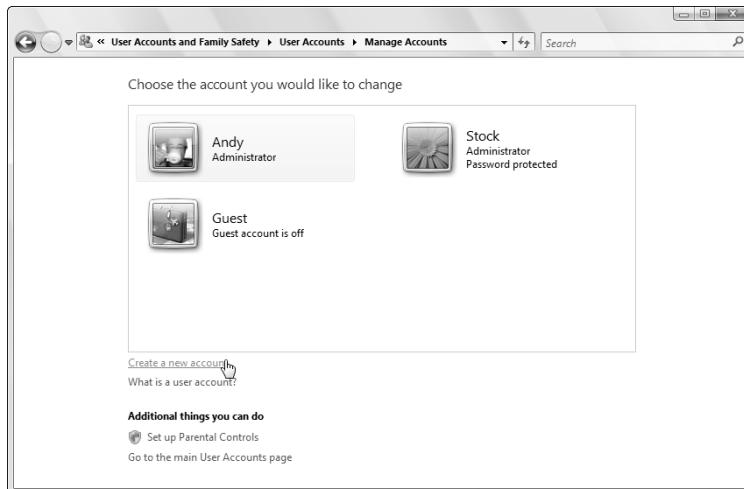 « User Accounts and Family Safety ▸ User Accounts ▸ Manage Accounts
Search
Choose the account you would like to change
Andy
Administrator
Stock
Administrator
Password protected
Guest
Guest account is off
Create a new account
What is a user account?
Additional things you can do
Set up Parental Controls
Go to the main User Accounts page